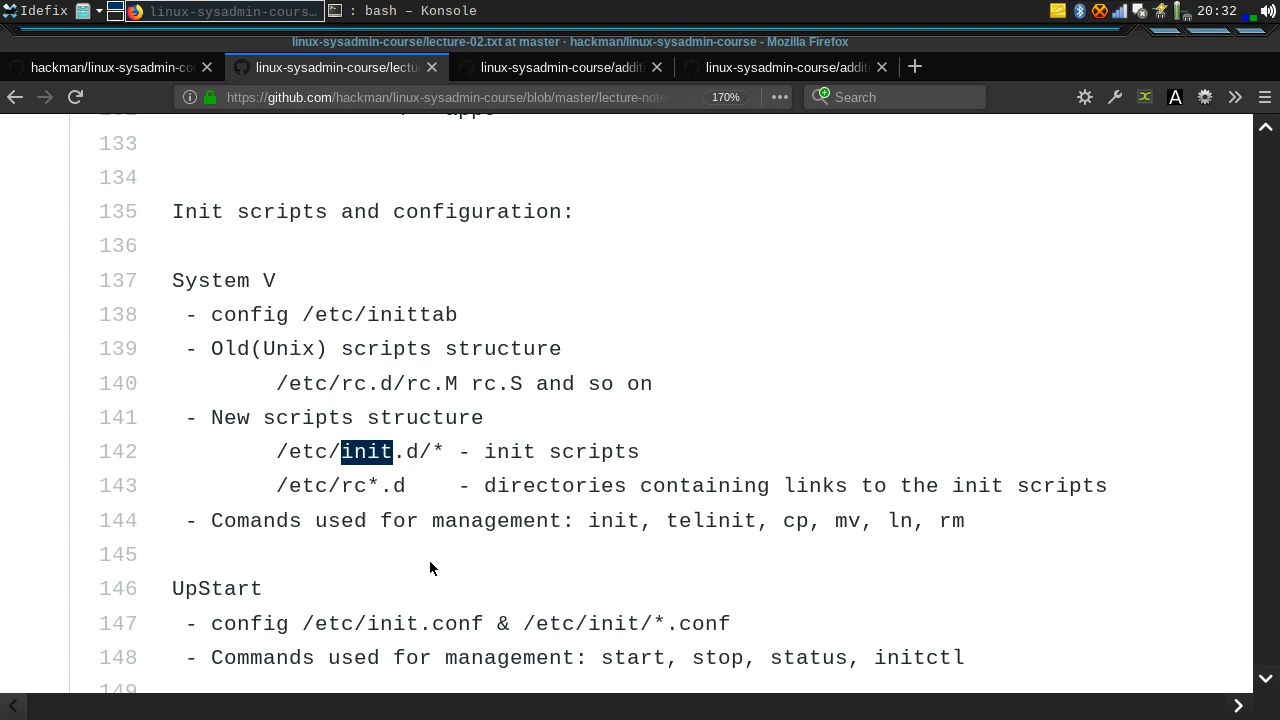 Idefix linux-sysadmin-cours… : bash – Konsole 20:32
linux-sysadmin-course/lecture-02.txt at master · hackman/linux-sysadmin-course - Mozilla Firefox
hackman/linux-sysadmin-co linux-sysadmin-course/lectu linux-sysadmin-course/addit linux-sysadmin-course/addit
https://github.com/hackman/linux-sysadmin-course/blob/master/lecture-note 170% Search
133
134
135 Init scripts and configuration:
136
137 System V
138 - config /etc/inittab
139 - Old(Unix) scripts structure
140 /etc/rc.d/rc.M rc.S and so on
141 - New scripts structure
142 /etc/init.d/* - init scripts
143 /etc/rc*.d - directories containing links to the init scripts
144 - Comands used for management: init, telinit, cp, mv, ln, rm
145
146 UpStart
147 - config /etc/init.conf & /etc/init/*.conf
148 - Commands used for management: start, stop, status, initctl
149